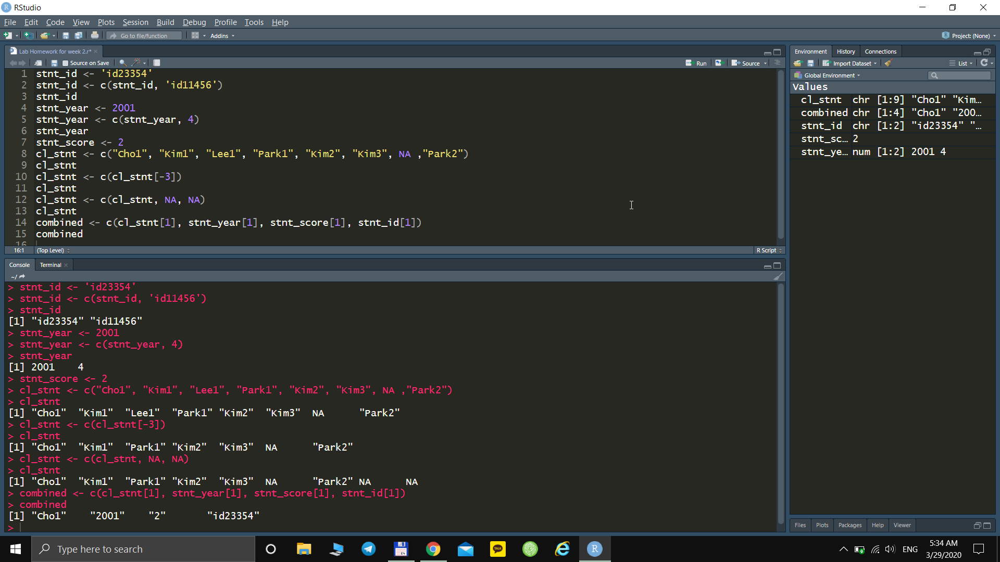 RStudio
File Edit Code View Plots Session Build Debug Profile Tools Help
Go to file/function Addins Project: (None)
Lab Homework for week 2.r*
Source on Save Run Source
1 stnt_id <- 'id23354'
2 stnt_id <- c(stnt_id, 'id11456')
3 stnt_id
4 stnt_year <- 2001
5 stnt_year <- c(stnt_year, 4)
6 stnt_year
7 stnt_score <- 2
8 cl_stnt <- c("Cho1", "Kim1", "Lee1", "Park1", "Kim2", "Kim3", NA ,"Park2")
9 cl_stnt
10 cl_stnt <- c(cl_stnt[-3])
11 cl_stnt
12 cl_stnt <- c(cl_stnt, NA, NA)
13 cl_stnt
14 combined <- c(cl_stnt[1], stnt_year[1], stnt_score[1], stnt_id[1])
15 combined
16
16:1 (Top Level) R Script
Console Terminal
~/
> stnt_id <- 'id23354'
> stnt_id <- c(stnt_id, 'id11456')
> stnt_id
[1] "id23354" "id11456"
> stnt_year <- 2001
> stnt_year <- c(stnt_year, 4)
> stnt_year
[1] 2001    4
> stnt_score <- 2
> cl_stnt <- c("Cho1", "Kim1", "Lee1", "Park1", "Kim2", "Kim3", NA ,"Park2")
> cl_stnt
[1] "Cho1"  "Kim1"  "Lee1"  "Park1" "Kim2"  "Kim3"  NA      "Park2"
> cl_stnt <- c(cl_stnt[-3])
> cl_stnt
[1] "Cho1"  "Kim1"  "Park1" "Kim2"  "Kim3"  NA      "Park2"
> cl_stnt <- c(cl_stnt, NA, NA)
> cl_stnt
[1] "Cho1"  "Kim1"  "Park1" "Kim2"  "Kim3"  NA      "Park2" NA      NA
> combined <- c(cl_stnt[1], stnt_year[1], stnt_score[1], stnt_id[1])
> combined
[1] "Cho1"    "2001"    "2"       "id23354"
>
Environment History Connections
Import Dataset List
Global Environment
Values
cl_stnt chr [1:9] "Cho1" "Kim…
combined chr [1:4] "Cho1" "200…
stnt_id chr [1:2] "id23354" "…
stnt_sc… 2
stnt_ye… num [1:2] 2001 4
Files Plots Packages Help Viewer
Type here to search
TALK
R
ENG
5:34 AM
3/29/2020